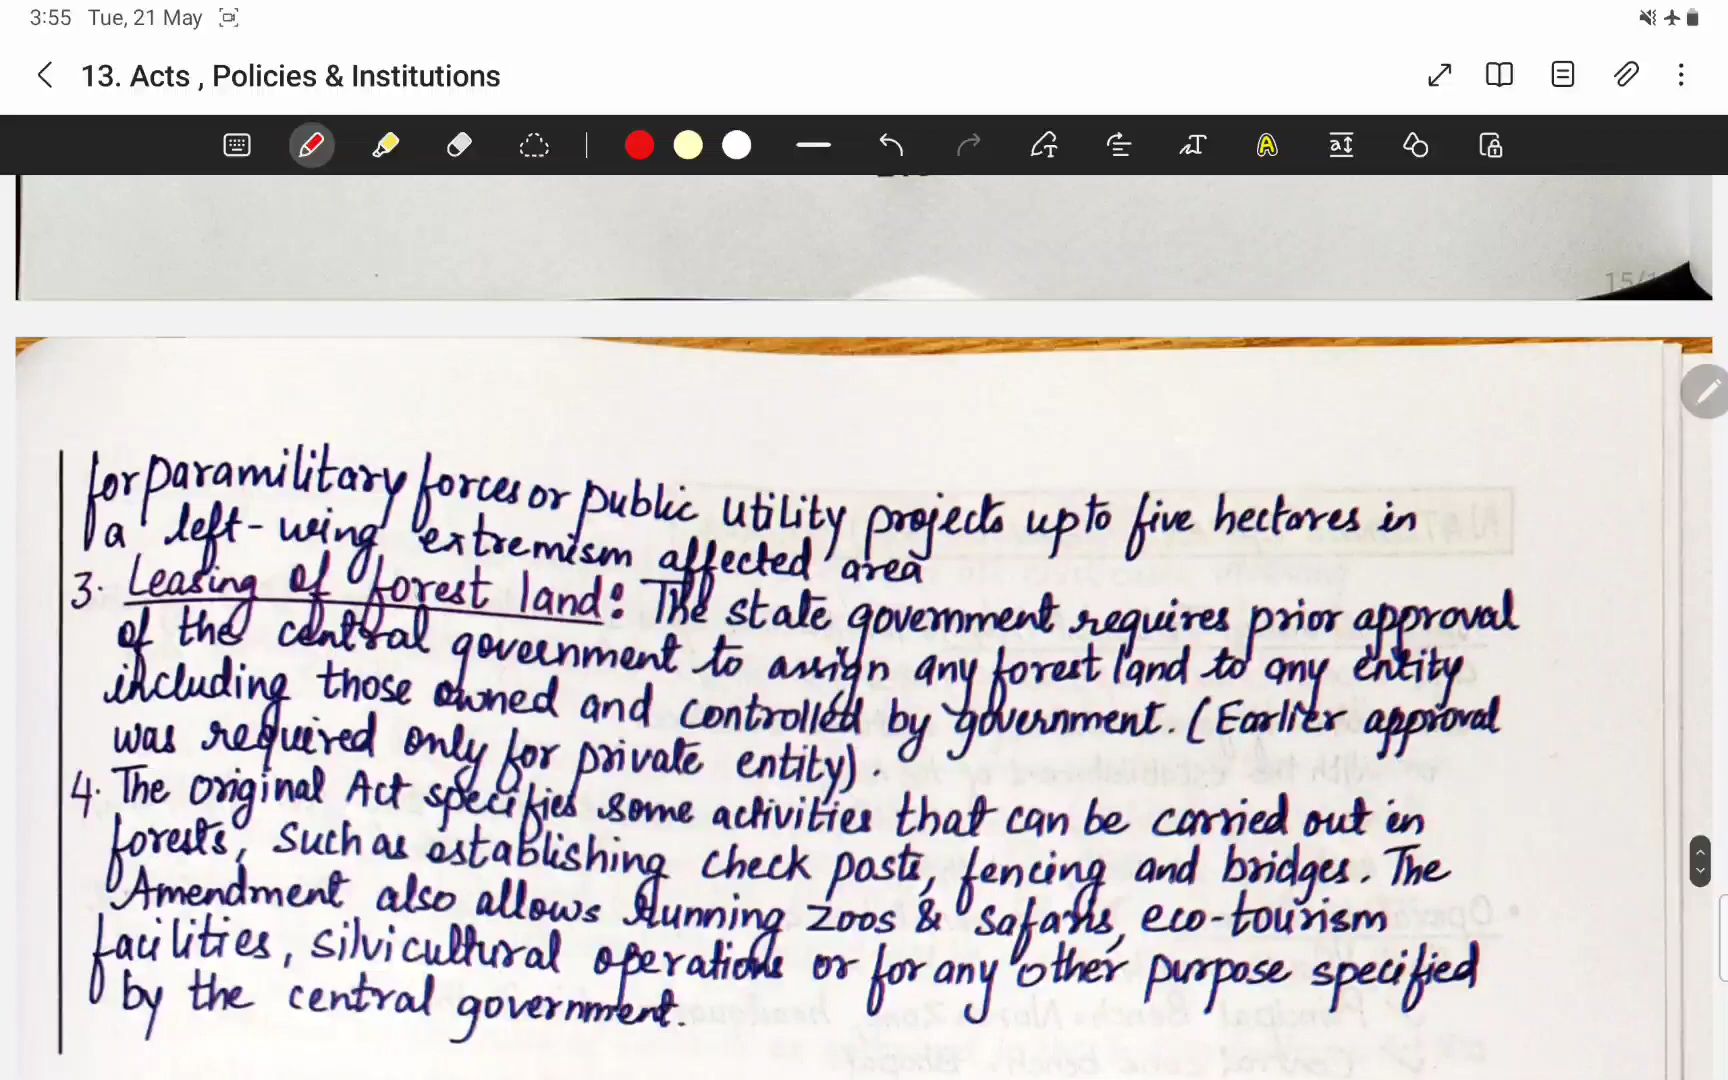 3:55 Tue, 21 May
13. Acts , Policies & Institutions
15/1
for paramilitary forces or public utility projects upto five hectares in
a left-wing extremism affected area
3. Leasing of forest land: The state government requires prior approval
of the central government to assign any forest land to any entity
including those owned and controlled by government. (Earlier approval
was required only for private entity).
4. The original Act specifies some activities that can be carried out in
forests, such as establishing check posts, fencing and bridges. The
Amendment also allows running zoos & safaris, eco-tourism
facilities, silvicultural operations or for any other purpose specified
by the central government.